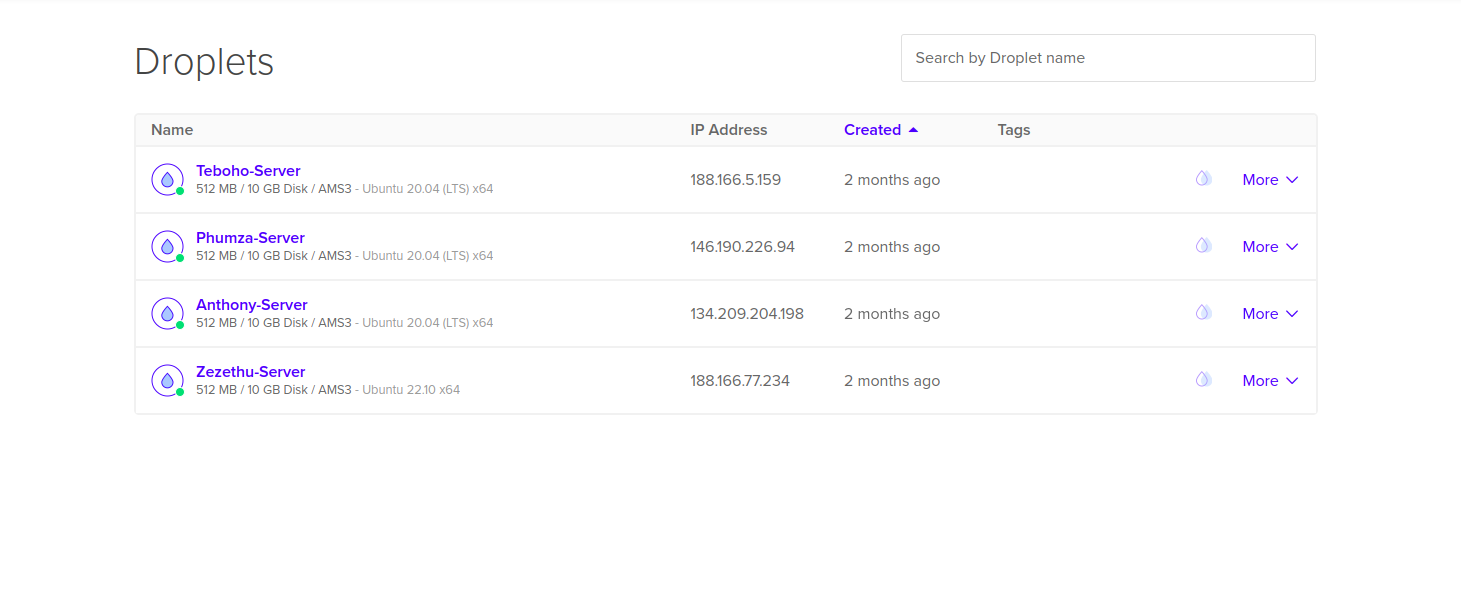 Droplets
Search by Droplet name
Name IP Address Created Tags
Teboho-Server
512 MB / 10 GB Disk / AMS3 - Ubuntu 20.04 (LTS) x64
188.166.5.159 2 months ago More
Phumza-Server
512 MB / 10 GB Disk / AMS3 - Ubuntu 20.04 (LTS) x64
146.190.226.94 2 months ago More
Anthony-Server
512 MB / 10 GB Disk / AMS3 - Ubuntu 20.04 (LTS) x64
134.209.204.198 2 months ago More
Zezethu-Server
512 MB / 10 GB Disk / AMS3 - Ubuntu 22.10 x64
188.166.77.234 2 months ago More